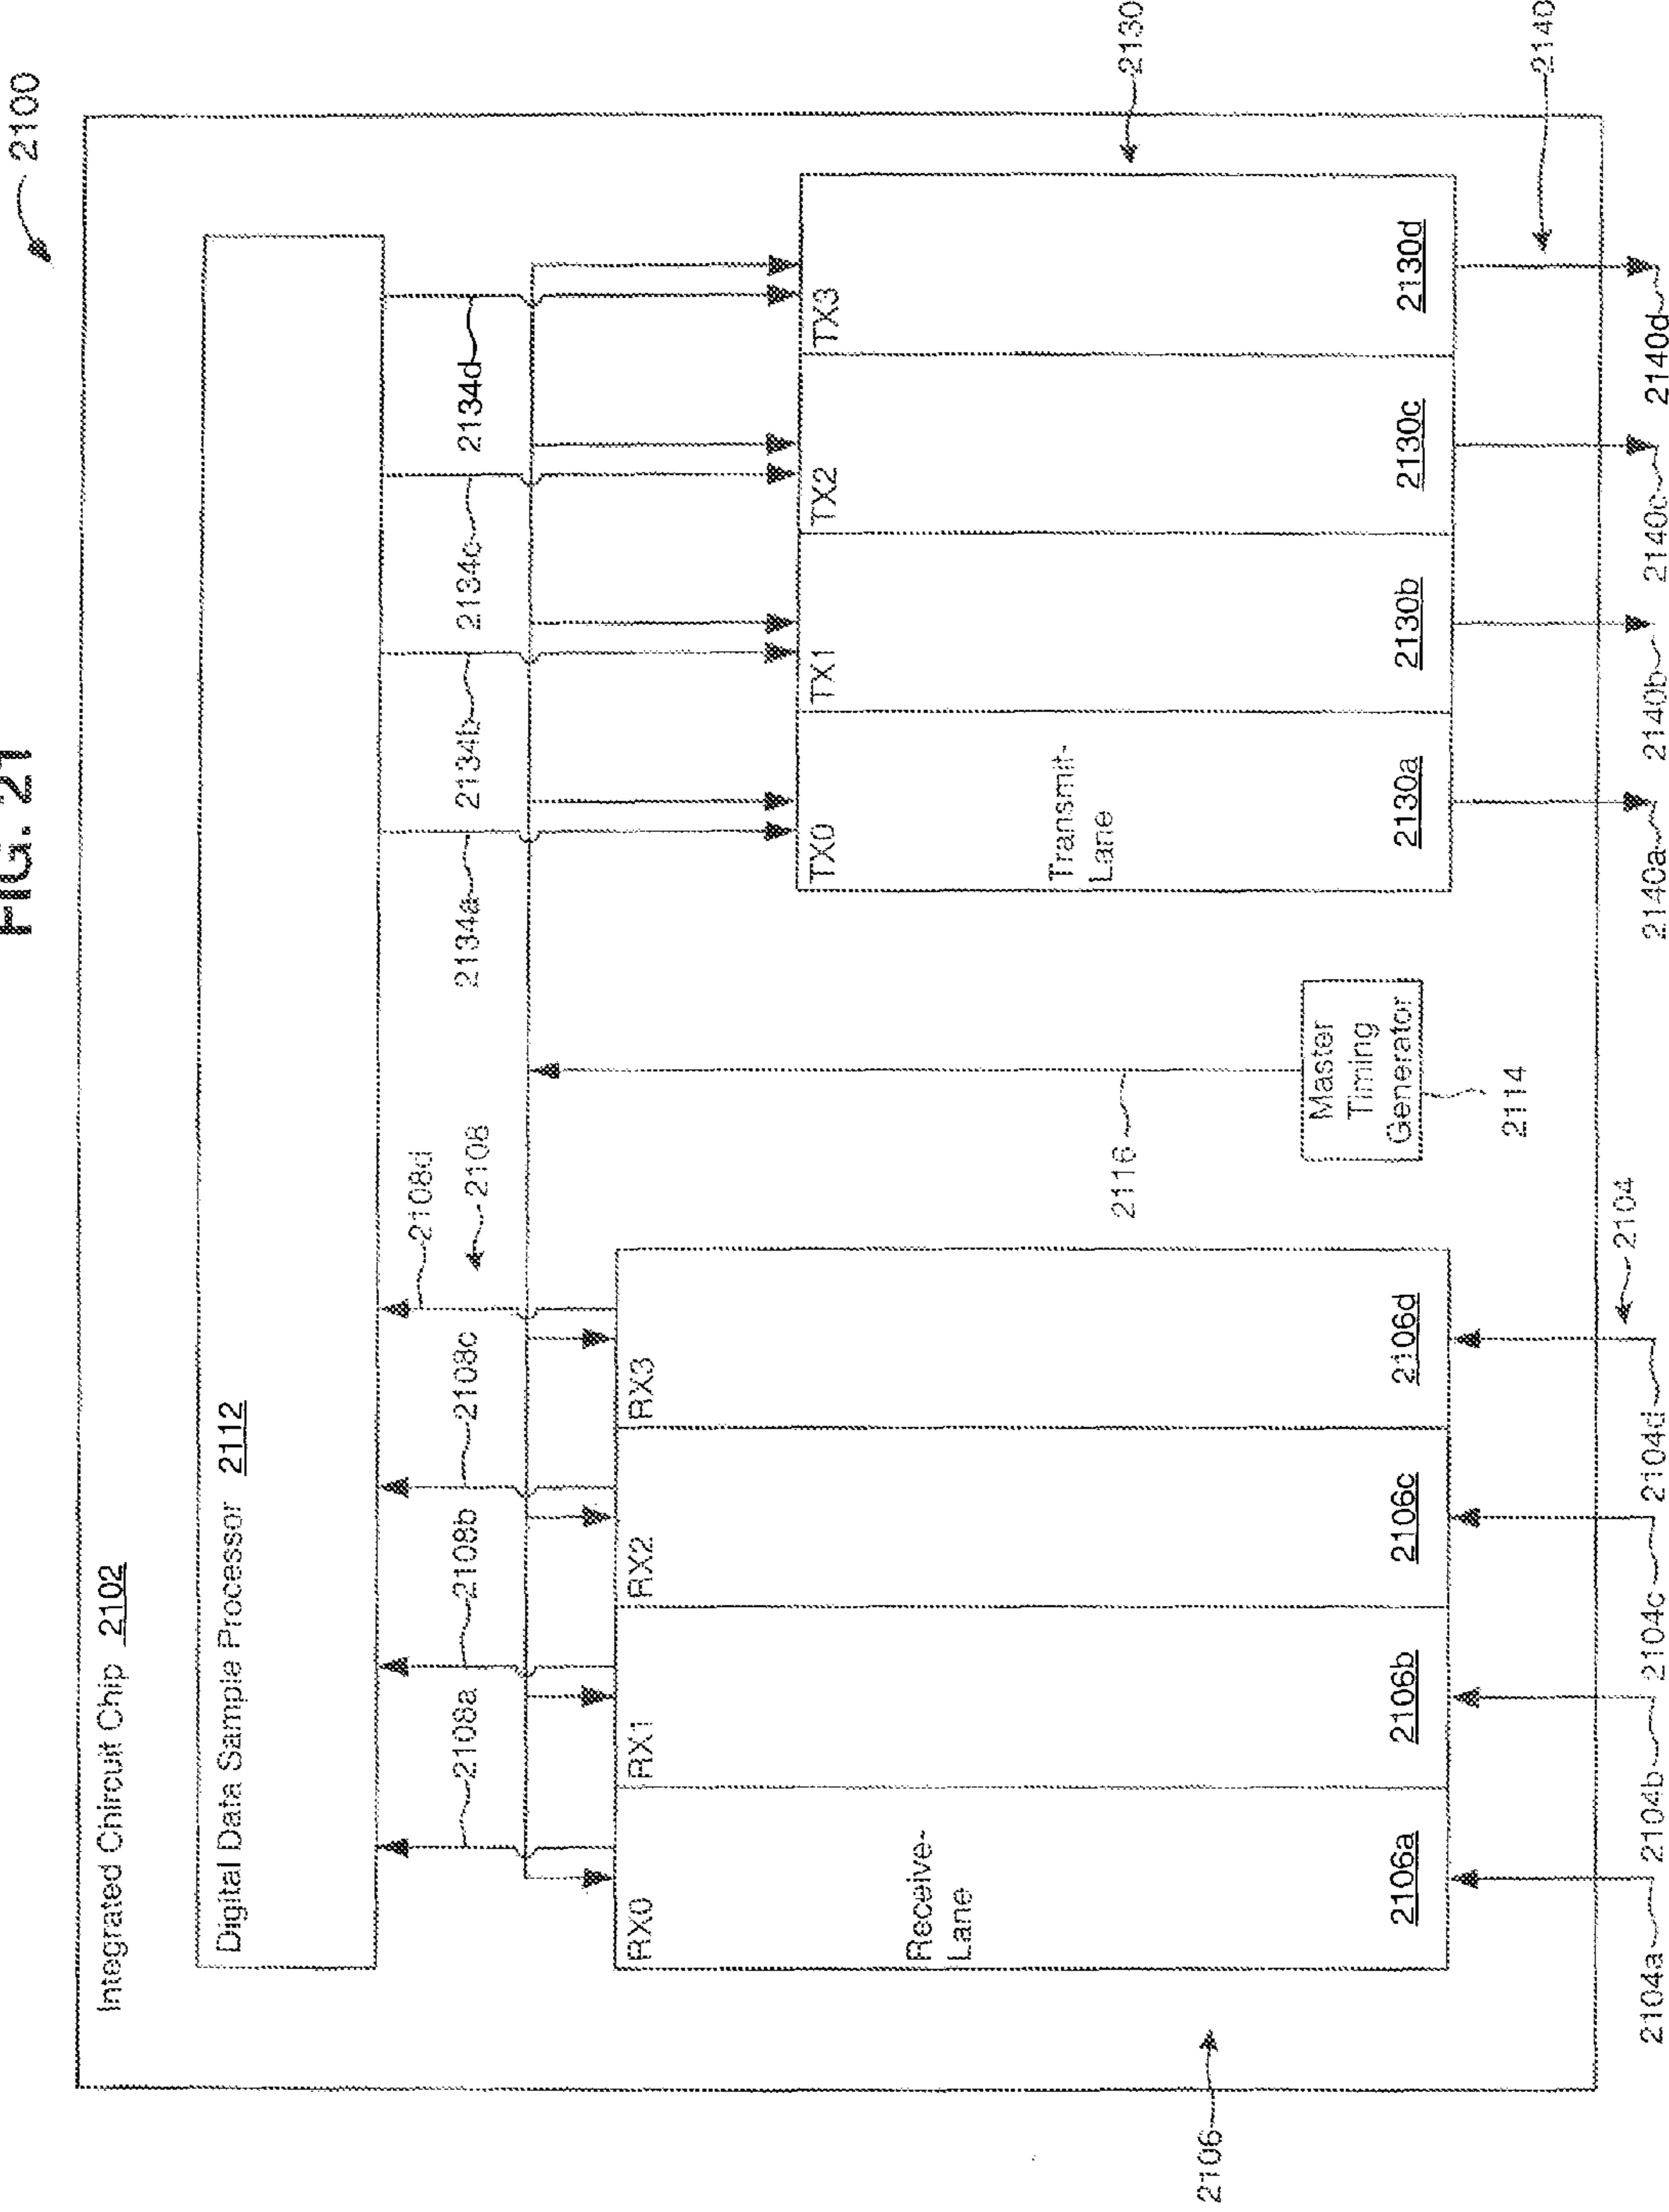 FIG. 21
2100
Integrated Chircuit Chip 2102
Digital Data Sample Processor 2112
2108a
2108b
2108c
2108d
2108
2134a
2134b
2134c
2134d
RX0
RX1
RX2
RX3
Receive-
Lane
2106a
2106b
2106c
2106d
2106
2116
Master
Timing
Generator
2114
TX0
TX1
TX2
TX3
Transmit-
Lane
2130a
2130b
2130c
2130d
2130
2104a
2104b
2104c
2104d
2104
2140a
2140b
2140c
2140d
2140